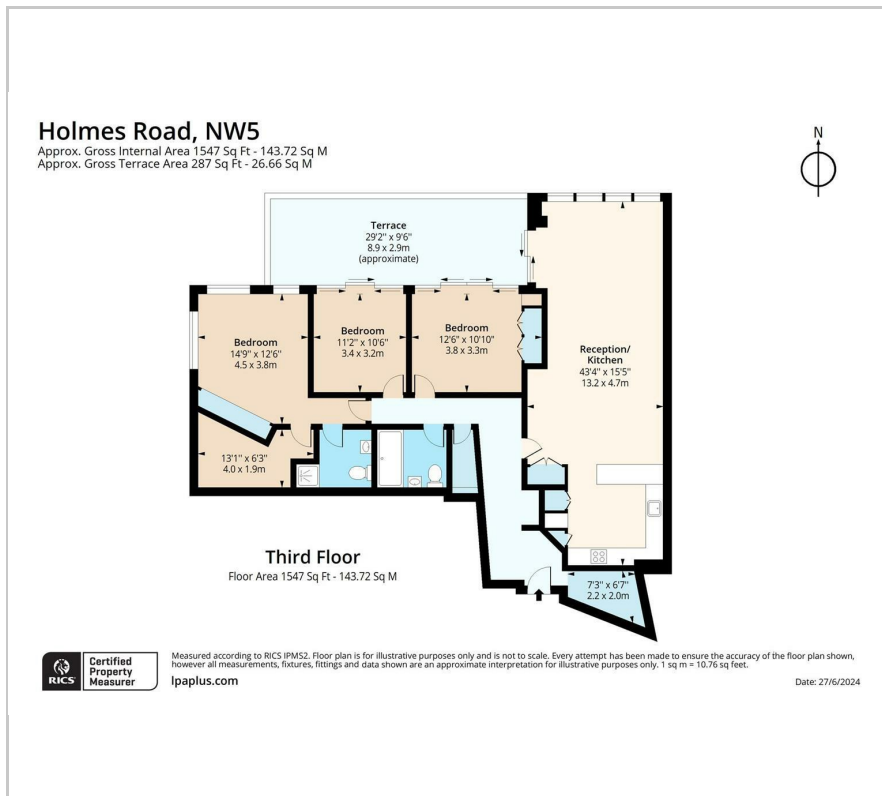 Holmes Road, NW5
Approx. Gross Internal Area 1547 Sq Ft - 143.72 Sq M
Approx. Gross Terrace Area 287 Sq Ft - 26.66 Sq M
N
Terrace
29'2" x 9'6"
8.9 x 2.9m
(approximate)
Bedroom
14'9" x 12'6"
4.5 x 3.8m
Bedroom
11'2" x 10'6"
3.4 x 3.2m
Bedroom
12'6" x 10'10"
3.8 x 3.3m
Reception/
Kitchen
43'4" x 15'5"
13.2 x 4.7m
13'1" x 6'3"
4.0 x 1.9m
7'3" x 6'7"
2.2 x 2.0m
Third Floor
Floor Area 1547 Sq Ft - 143.72 Sq M
RICS
Certified
Property
Measurer
Measured according to RICS IPMS2. Floor plan is for illustrative purposes only and is not to scale. Every attempt has been made to ensure the accuracy of the floor plan shown,
however all measurements, fixtures, fittings and data shown are an approximate interpretation for illustrative purposes only. 1 sq m = 10.76 sq feet.
lpaplus.com
Date: 27/6/2024